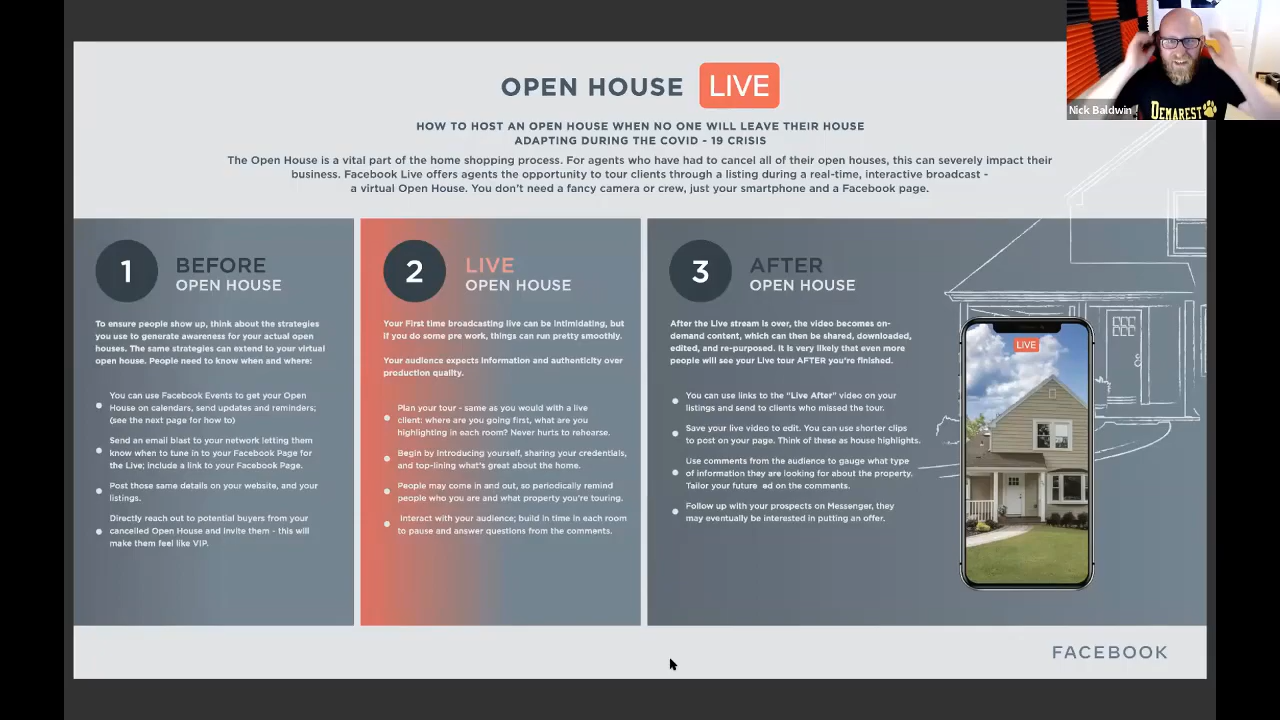 OPEN HOUSE LIVE
HOW TO HOST AN OPEN HOUSE WHEN NO ONE WILL LEAVE THEIR HOUSE
ADAPTING DURING THE COVID - 19 CRISIS
The Open House is a vital part of the home shopping process. For agents who have had to cancel all of their open houses, this can severely impact their
business. Facebook Live offers agents the opportunity to tour clients through a listing during a real-time, interactive broadcast -
a virtual Open House. You don't need a fancy camera or crew, just your smartphone and a Facebook page.
Nick Baldwin
DEMAREST
1
BEFORE
OPEN HOUSE
To ensure people show up, think about the strategies
you use to generate awareness for your actual open
houses. The same strategies can extend to your virtual
open house. People need to know when and where:
You can use Facebook Events to get your Open
House on calendars, send updates and reminders;
(see the next page for how to)
Send an email blast to your network letting them
know when to tune in to your Facebook Page for
the Live; include a link to your Facebook Page.
Post those same details on your website, and your
listings.
Directly reach out to potential buyers from your
cancelled Open House and invite them - this will
make them feel like VIP.
2
LIVE
OPEN HOUSE
Your First time broadcasting live can be intimidating, but
if you do some pre work, things can run pretty smoothly.
Your audience expects information and authenticity over
production quality.
Plan your tour - same as you would with a live
client: where are you going first, what are you
highlighting in each room? Never hurts to rehearse.
Begin by introducing yourself, sharing your credentials,
and top-lining what's great about the home.
People may come in and out, so periodically remind
people who you are and what property you're touring.
Interact with your audience; build in time in each room
to pause and answer questions from the comments.
3
AFTER
OPEN HOUSE
After the Live stream is over, the video becomes on-
demand content, which can then be shared, downloaded,
edited, and re-purposed. It is very likely that even more
people will see your Live tour AFTER you're finished.
You can use links to the "Live After" video on your
listings and send to clients who missed the tour.
Save your live video to edit. You can use shorter clips
to post on your page. Think of these as house highlights.
Use comments from the audience to gauge what type
of information they are looking for about the property.
Tailor your future ed on the comments.
Follow up with your prospects on Messenger, they
may eventually be interested in putting an offer.
LIVE
FACEBOOK